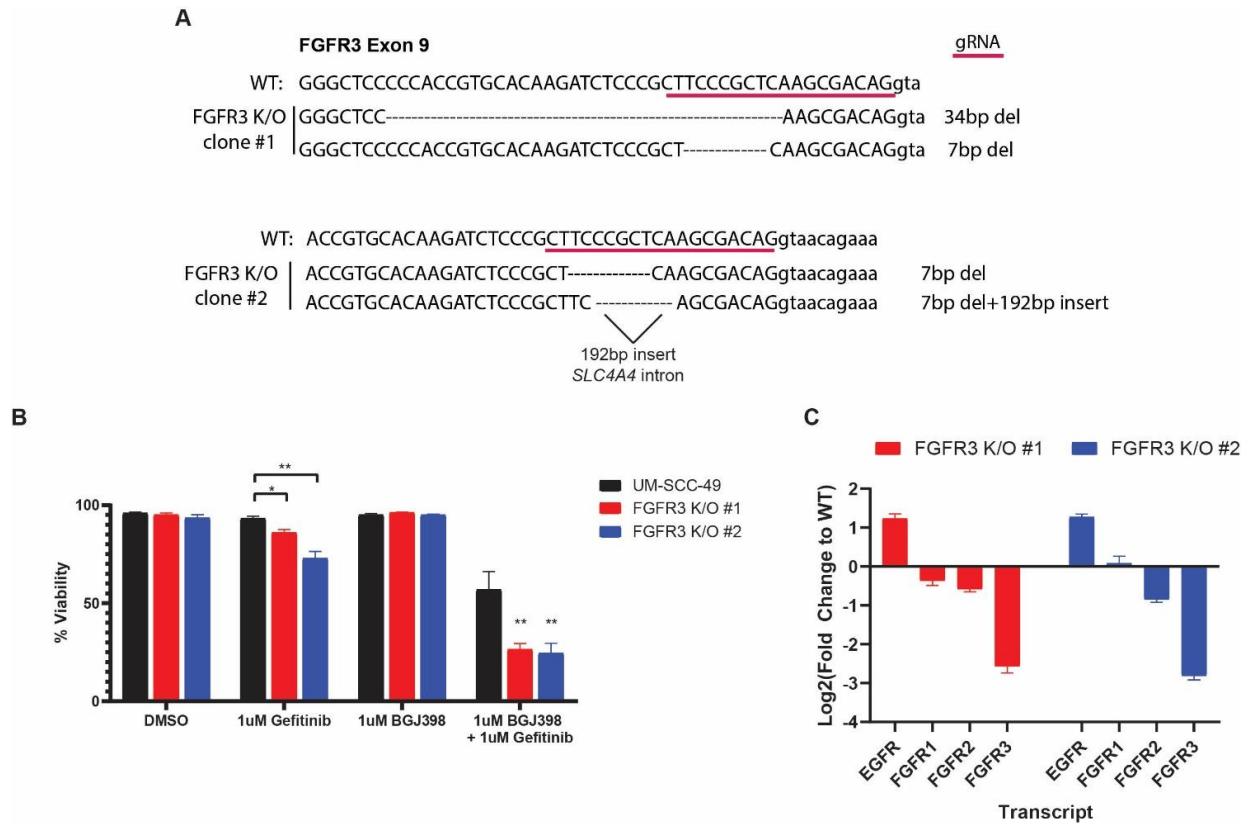 A
FGFR3 Exon 9
gRNA
WT: GGGCTCCCCCACCGTGCACAAGATCTCCCGCTTCCCGCTCAAGCGACAGgta
FGFR3 K/O clone #1
GGGCTCC----------------------------------AAGCGACAGgta 34bp del
GGGCTCCCCCACCGTGCACAAGATCTCCCGCT-------------CAAGCGACAGgta 7bp del
WT: ACCGTGCACAAGATCTCCCGCTTCCCGCTCAAGCGACAGgtaacagaaa
FGFR3 K/O clone #2
ACCGTGCACAAGATCTCCCGCT-------------CAAGCGACAGgtaacagaaa 7bp del
ACCGTGCACAAGATCTCCCGCTTC ------------ AGCGACAGgtaacagaaa 7bp del+192bp insert
192bp insert
SLC4A4 intron
B
% Viability
100
50
0
**
*
**
**
DMSO
1uM Gefitinib
1uM BGJ398
1uM BGJ398
+ 1uM Gefitinib
UM-SCC-49
FGFR3 K/O #1
FGFR3 K/O #2
C
FGFR3 K/O #1
FGFR3 K/O #2
Log2(Fold Change to WT)
2
1
0
-1
-2
-3
-4
EGFR
FGFR1
FGFR2
FGFR3
EGFR
FGFR1
FGFR2
FGFR3
Transcript